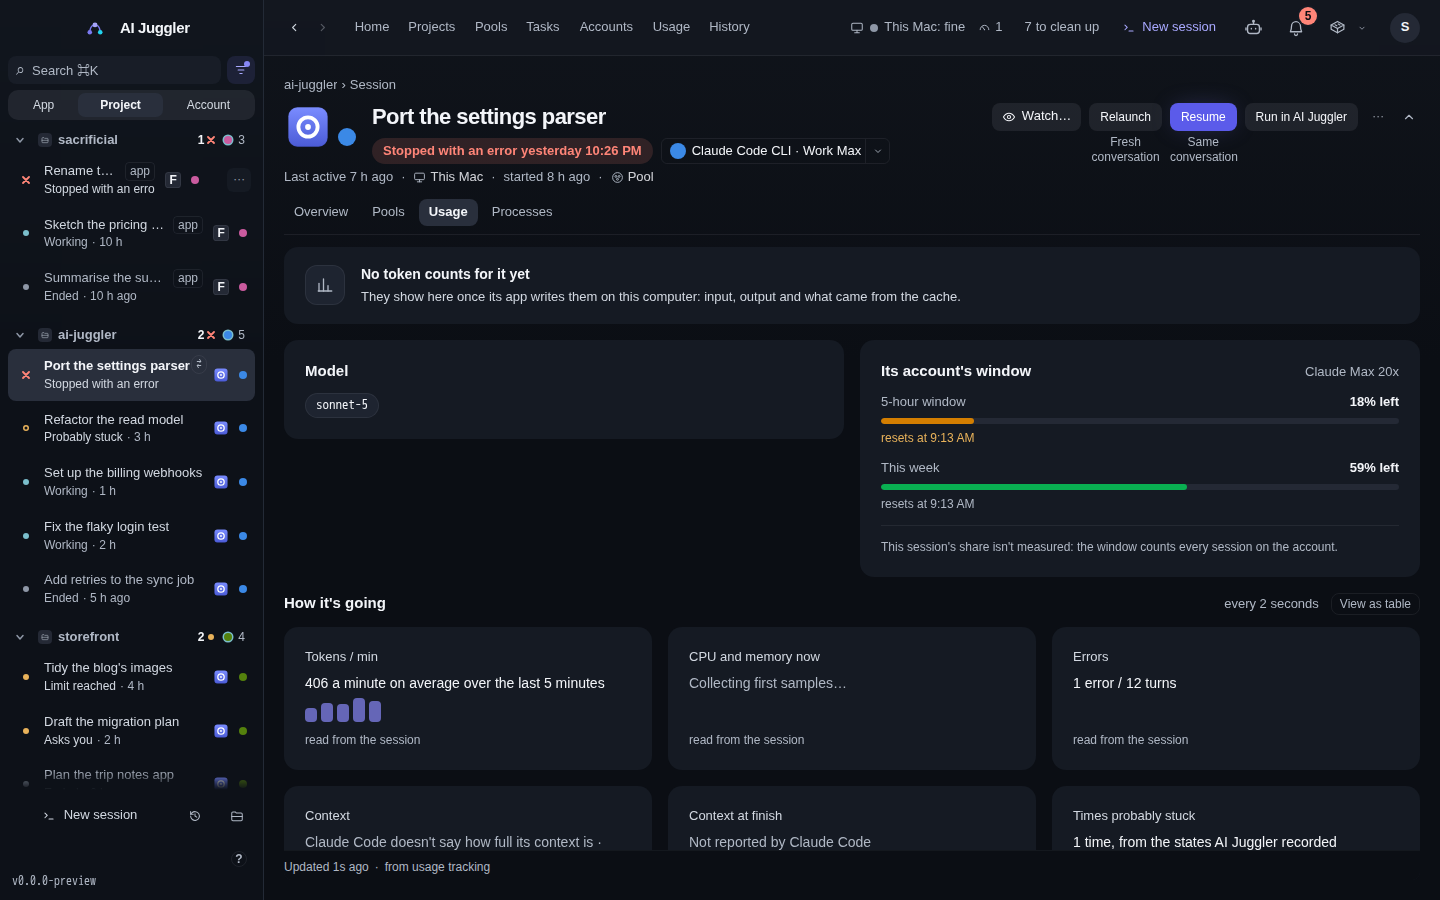 AI Juggler
Search ⌘K
App
Project
Account
sacrificial
1
3
Rename t…
app
Stopped with an erro
F
Sketch the pricing …
app
Working · 10 h
F
Summarise the su…
app
Ended · 10 h ago
F
ai-juggler
2
5
Port the settings parser
Stopped with an error
Refactor the read model
Probably stuck · 3 h
Set up the billing webhooks
Working · 1 h
Fix the flaky login test
Working · 2 h
Add retries to the sync job
Ended · 5 h ago
storefront
2
4
Tidy the blog's images
Limit reached · 4 h
Draft the migration plan
Asks you · 2 h
Plan the trip notes app
New session
?
v0.0.0-preview
Home
Projects
Pools
Tasks
Accounts
Usage
History
This Mac: fine
1
7 to clean up
New session
5
S
ai-juggler › Session
Port the settings parser
Stopped with an error yesterday 10:26 PM
Claude Code CLI · Work Max
Watch…
Relaunch
Resume
Run in AI Juggler
Fresh conversation
Same conversation
Last active 7 h ago · This Mac · started 8 h ago · Pool
Overview
Pools
Usage
Processes
No token counts for it yet
They show here once its app writes them on this computer: input, output and what came from the cache.
Model
sonnet-5
Its account's window
Claude Max 20x
5-hour window
18% left
resets at 9:13 AM
This week
59% left
resets at 9:13 AM
This session's share isn't measured: the window counts every session on the account.
How it's going
every 2 seconds
View as table
Tokens / min
406 a minute on average over the last 5 minutes
read from the session
CPU and memory now
Collecting first samples…
read from the session
Errors
1 error / 12 turns
read from the session
Context
Claude Code doesn't say how full its context is ·
Context at finish
Not reported by Claude Code
Times probably stuck
1 time, from the states AI Juggler recorded
Updated 1s ago · from usage tracking